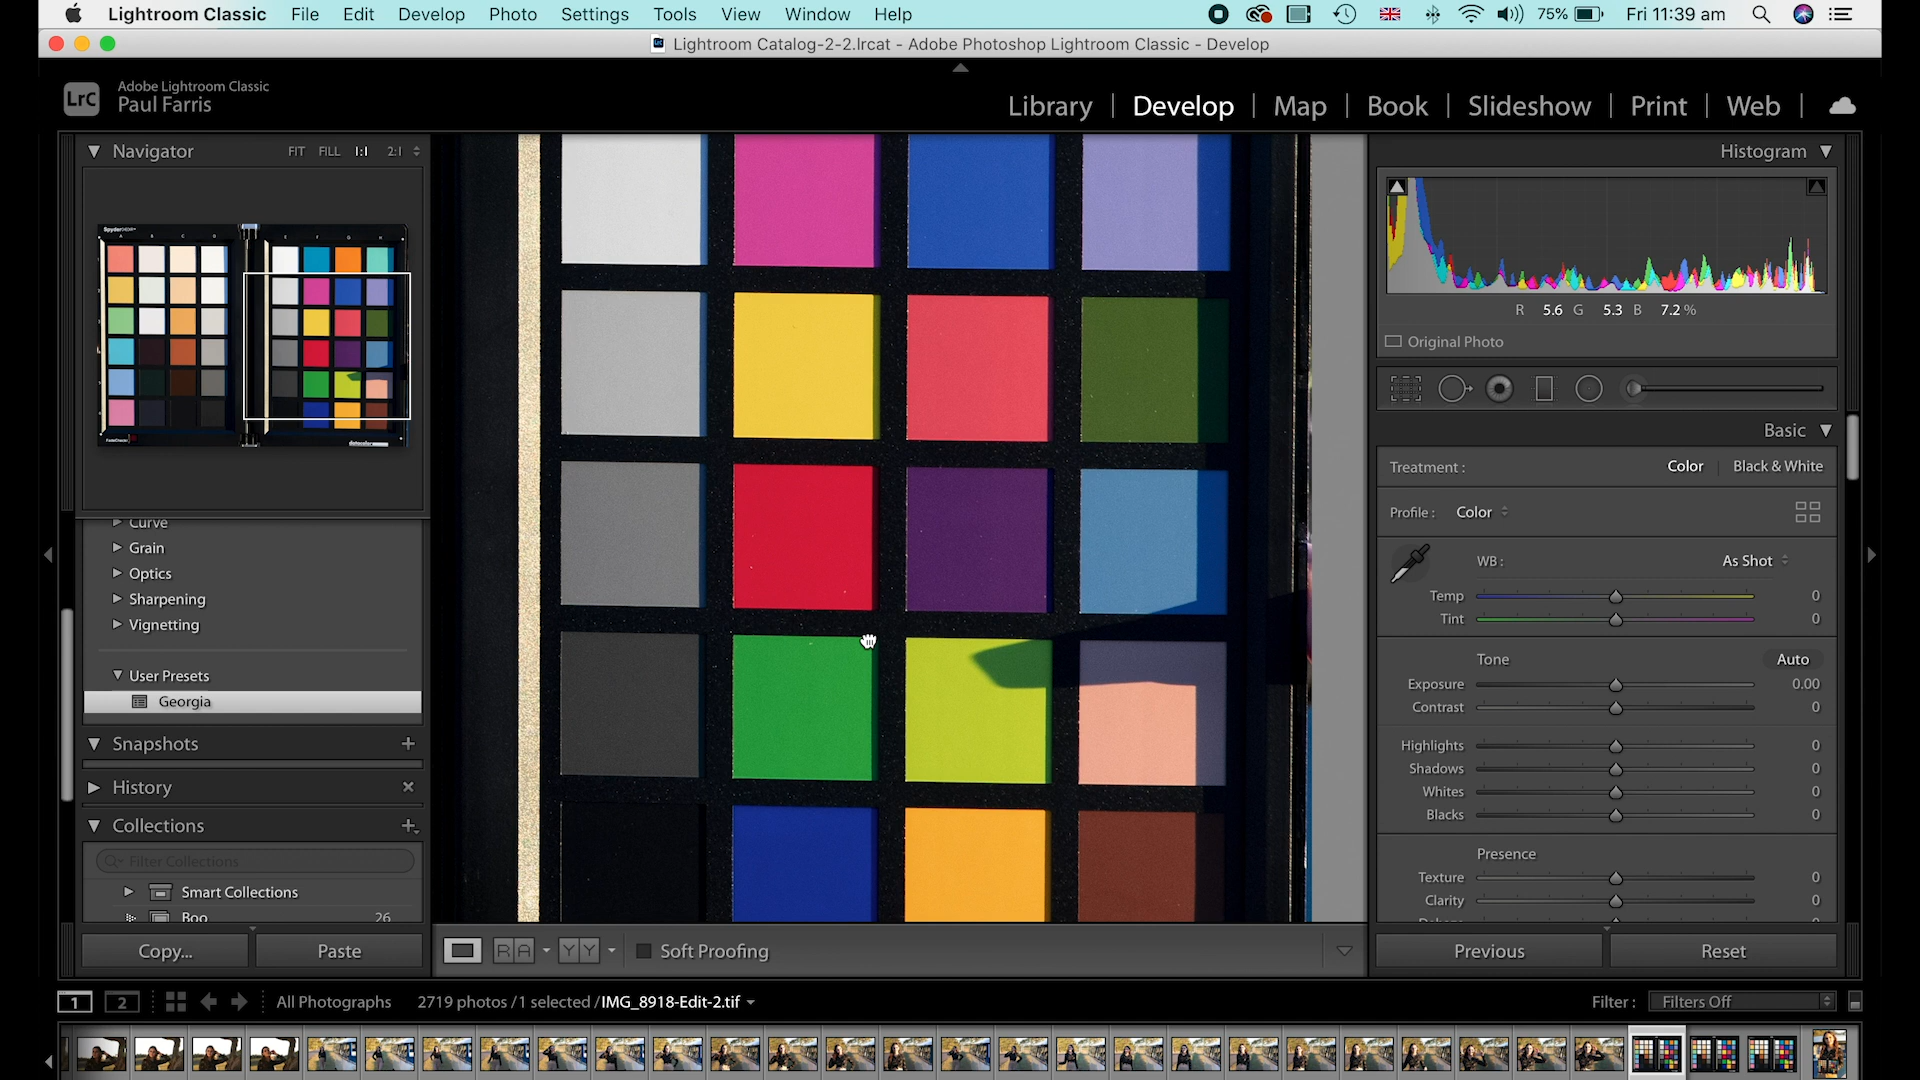 Lightroom Classic File Edit Develop Photo Settings Tools View Window Help 75% Fri 11:39 am
Lightroom Catalog-2-2.lrcat - Adobe Photoshop Lightroom Classic - Develop
LrC
Adobe Lightroom Classic
Paul Farris
Library | Develop | Map | Book | Slideshow | Print | Web |
Navigator FIT FILL 1:1 2:1
Spyder
A B C D E F G H
datacolor
Curve
Grain
Optics
Sharpening
Vignetting
User Presets
Georgia
Snapshots +
History ×
Collections +
Filter Collections
Smart Collections
Boo 26
Copy... Paste
R A Y Y Soft Proofing
Histogram
R 5.6 G 5.3 B 7.2 %
Original Photo
Basic
Treatment : Color | Black & White
Profile : Color
WB : As Shot
Temp 0
Tint 0
Tone Auto
Exposure 0.00
Contrast 0
Highlights 0
Shadows 0
Whites 0
Blacks 0
Presence
Texture 0
Clarity 0
Previous Reset
1 2 All Photographs 2719 photos / 1 selected / IMG_8918-Edit-2.tif
Filter : Filters Off